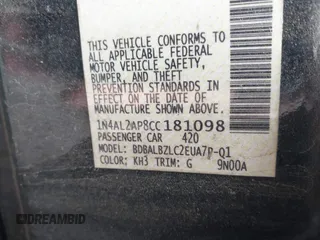 THIS VEHICLE CONFORMS TO
ALL APPLICABLE FEDERAL
MOTOR VEHICLE SAFETY,
BUMPER, AND THEFT
PREVENTION STANDARDS
IN EFFECT ON THE DATE OF
MANUFACTURE SHOWN ABOVE.
1N4AL2AP8CC181098
PASSENGER CAR 420
MODEL: BDBALBZLCZEUA7P-Q1
COLOR: KH3 TRIM: G 9N00A
DREAMBID